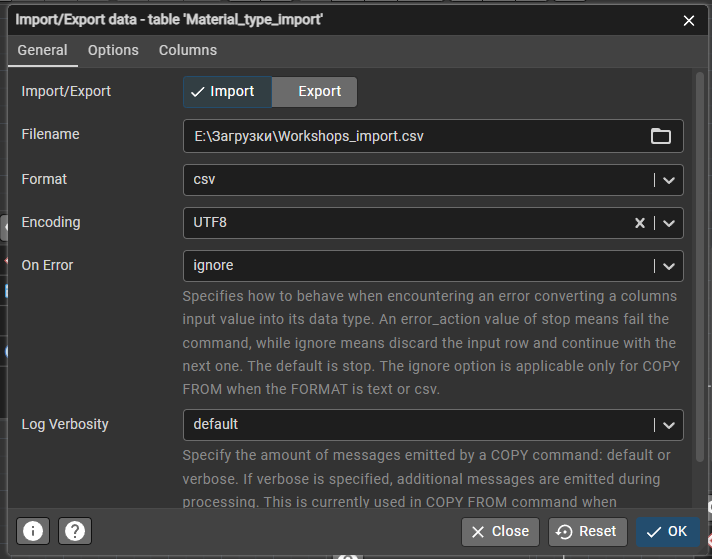 Import/Export data - table 'Material_type_import'
General Options Columns
Import/Export Import Export
Filename E:\Загрузки\Workshops_import.csv
Format csv
Encoding UTF8
On Error ignore
Specifies how to behave when encountering an error converting a columns
input value into its data type. An error_action value of stop means fail the
command, while ignore means discard the input row and continue with the
next one. The default is stop. The ignore option is applicable only for COPY
FROM when the FORMAT is text or csv.
Log Verbosity default
Specify the amount of messages emitted by a COPY command: default or
verbose. If verbose is specified, additional messages are emitted during
processing. This is currently used in COPY FROM command when
Close Reset OK